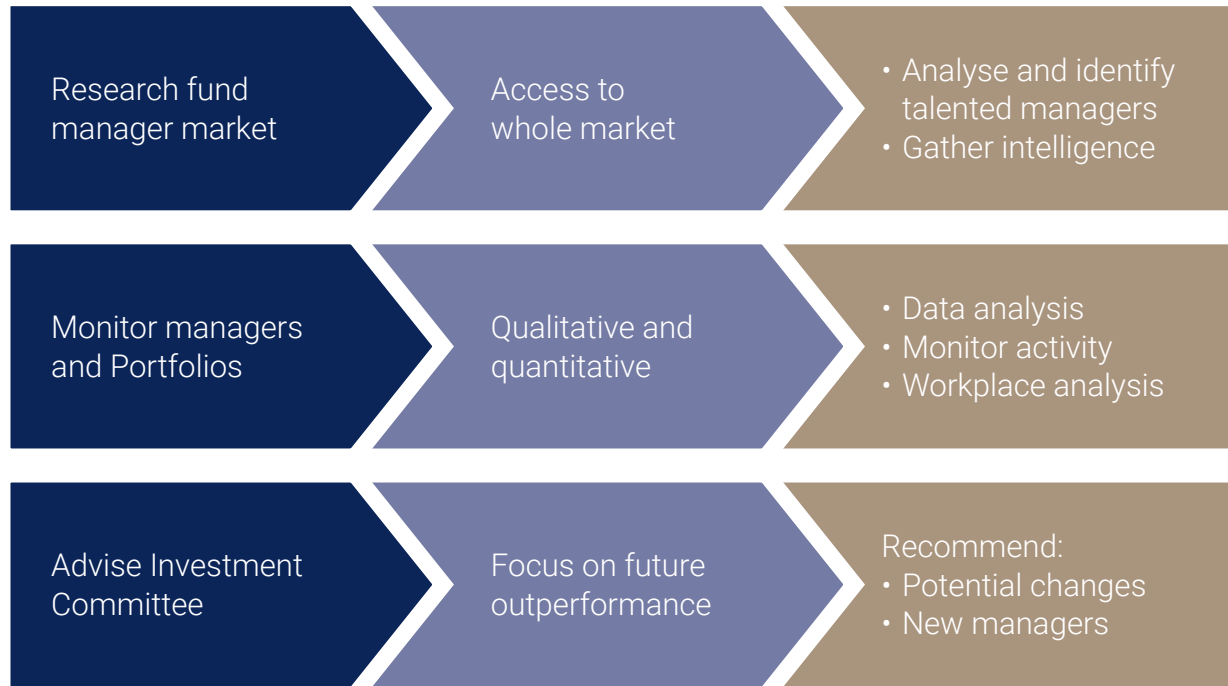 Research fund
manager market
Access to
whole market
• Analyse and identify
talented managers
• Gather intelligence
Monitor managers
and Portfolios
Qualitative and
quantitative
• Data analysis
• Monitor activity
• Workplace analysis
Advise Investment
Committee
Focus on future
outperformance
Recommend:
• Potential changes
• New managers